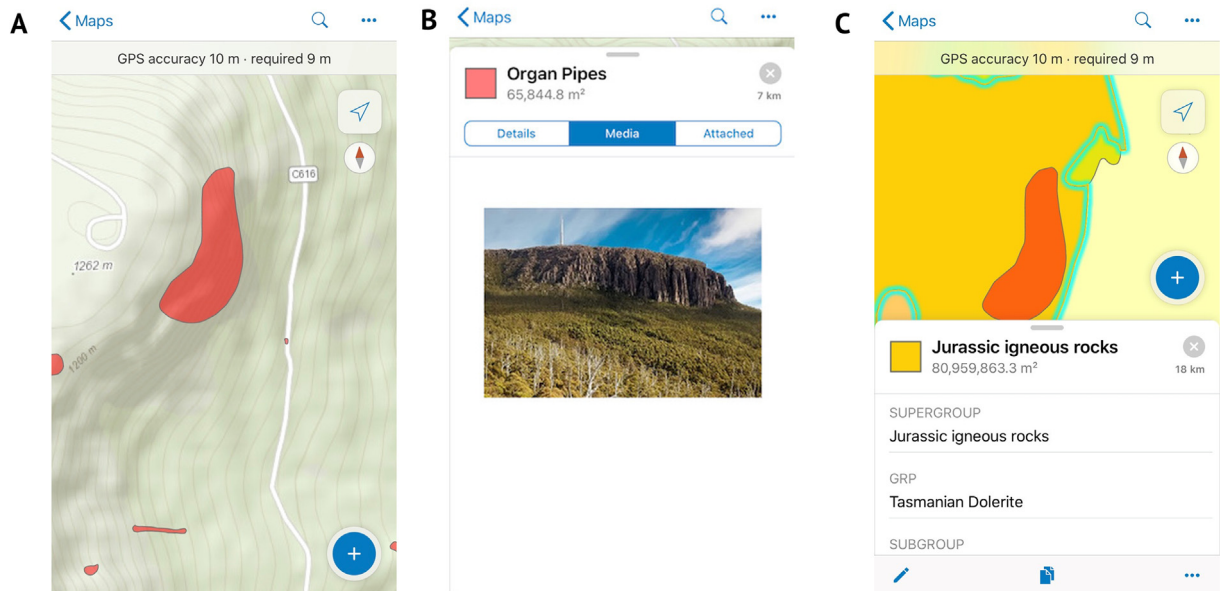 A
Maps
GPS accuracy 10 m · required 9 m
C616
1262 m
1200 m
+
B
Maps
Organ Pipes
65,844.8 m²
7 km
Details Media Attached
C
Maps
GPS accuracy 10 m · required 9 m
+
Jurassic igneous rocks
80,959,863.3 m²
18 km
SUPERGROUP
Jurassic igneous rocks
GRP
Tasmanian Dolerite
SUBGROUP